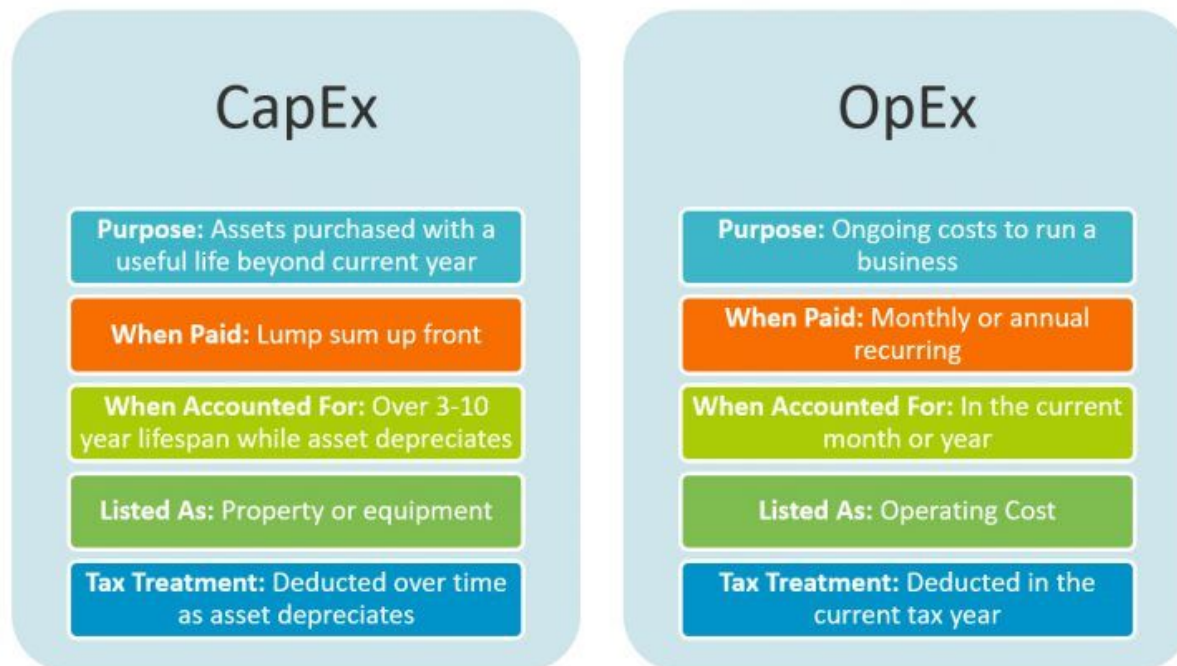 CapEx
Purpose: Assets purchased with a
useful life beyond current year
When Paid: Lump sum up front
When Accounted For: Over 3-10
year lifespan while asset depreciates
Listed As: Property or equipment
Tax Treatment: Deducted over time
as asset depreciates
OpEx
Purpose: Ongoing costs to run a
business
When Paid: Monthly or annual
recurring
When Accounted For: In the current
month or year
Listed As: Operating Cost
Tax Treatment: Deducted in the
current tax year